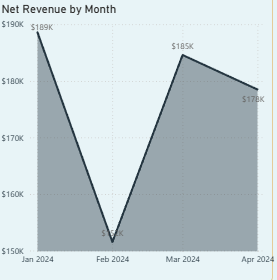 Net Revenue by Month
$190K
$189K
$185K
$180K
$178K
$170K
$160K
$150K
Jan 2024 Feb 2024 Mar 2024 Apr 2024